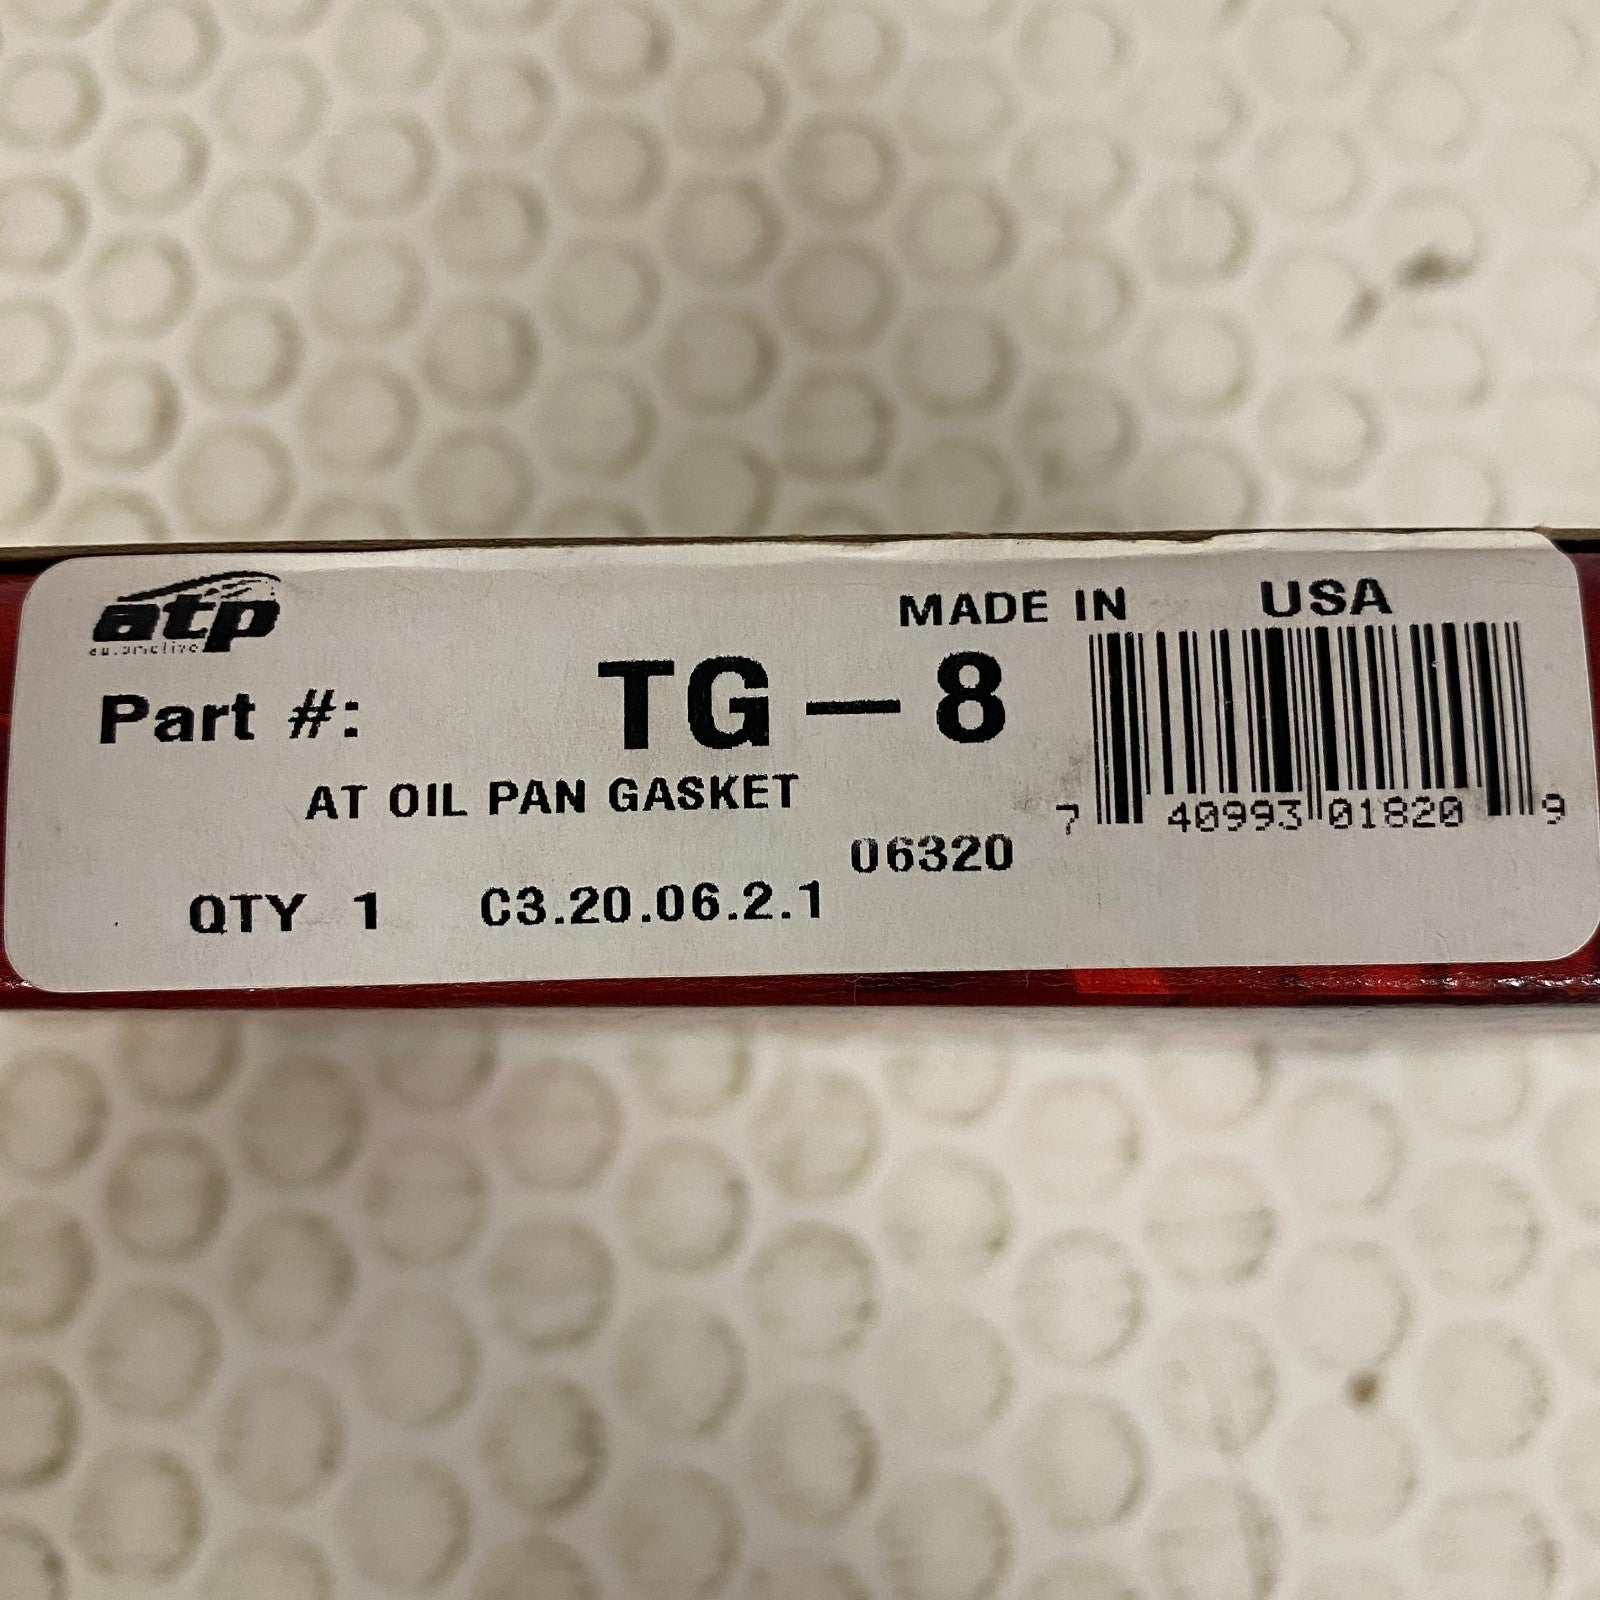 atp
automotive
MADE IN USA
Part #: TG-8
AT OIL PAN GASKET
7 40993 01820 9
06320
QTY 1 C3.20.06.2.1